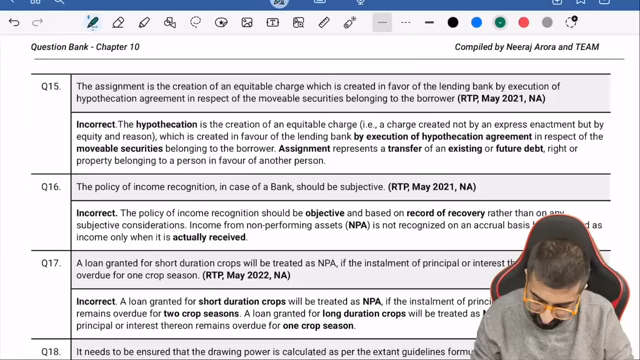 Question Bank - Chapter 10
Compiled by Neeraj Arora and TEAM
Q15.
The assignment is the creation of an equitable charge which is created in favor of the lending bank by execution of
hypothecation agreement in respect of the moveable securities belonging to the borrower (RTP, May 2021, NA)
Incorrect.The hypothecation is the creation of an equitable charge (i.e., a charge created not by an express enactment but by
equity and reason), which is created in favour of the lending bank by execution of hypothecation agreement in respect of the
moveable securities belonging to the borrower. Assignment represents a transfer of an existing or future debt, right or
property belonging to a person in favour of another person.
Q16.
The policy of income recognition, in case of a Bank, should be subjective. (RTP, May 2021, NA)
Incorrect. The policy of income recognition should be objective and based on record of recovery rather than on any
subjective considerations. Income from non-performing assets (NPA) is not recognized on an accrual basis as
income only when it is actually received.
Q17.
A loan granted for short duration crops will be treated as NPA, if the instalment of principal or interest
overdue for one crop season. (RTP, May 2022, NA)
Incorrect. A loan granted for short duration crops will be treated as NPA, if the instalment of
remains overdue for two crop seasons. A loan granted for long duration crops will be treated as
principal or interest thereon remains overdue for one crop season.
Q18.
It needs to be ensured that the drawing power is calculated as per the extant guidelines